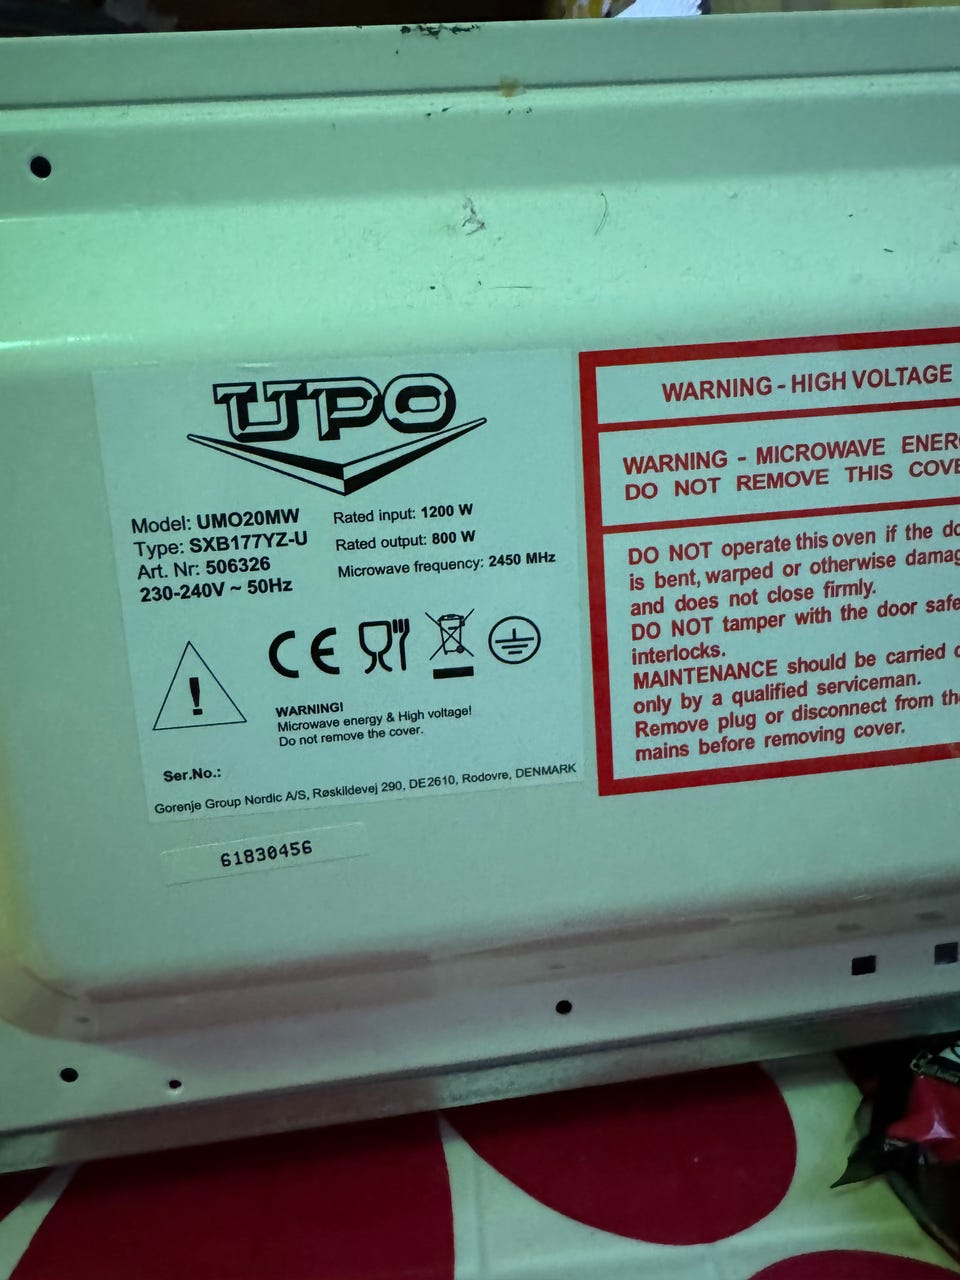 UPO
Model: UMO20MW
Type: SXB177YZ-U
Art. Nr: 506326
230-240V ~ 50Hz
Rated input: 1200 W
Rated output: 800 W
Microwave frequency: 2450 MHz
CE
WARNING!
Microwave energy & High voltage!
Do not remove the cover.
Ser.No.:
Gorenje Group Nordic A/S, Røskildevej 290, DE2610, Rodovre, DENMARK
61830456
WARNING - HIGH VOLTAGE
WARNING - MICROWAVE
DO NOT REMOVE THIS
DO NOT operate this oven if the
is bent, warped or otherwise
and does not close firmly.
DO NOT tamper with the door
interlocks.
MAINTENANCE should be carried
only by a qualified serviceman.
Remove plug or disconnect from
mains before removing cover.